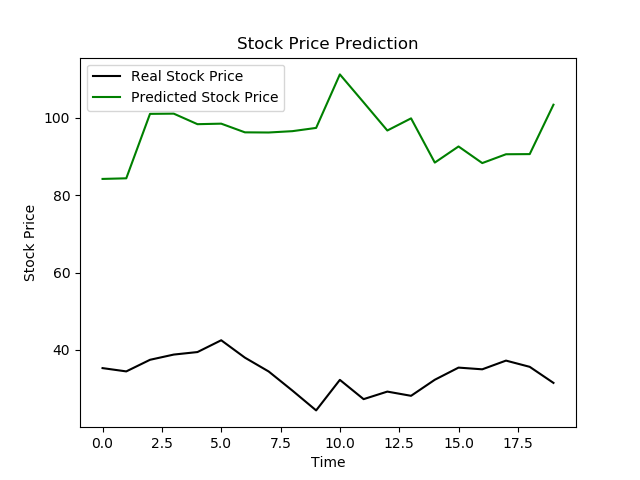 Stock Price Prediction
Real Stock Price
Predicted Stock Price
Stock Price
100
80
60
40
0.0 2.5 5.0 7.5 10.0 12.5 15.0 17.5
Time